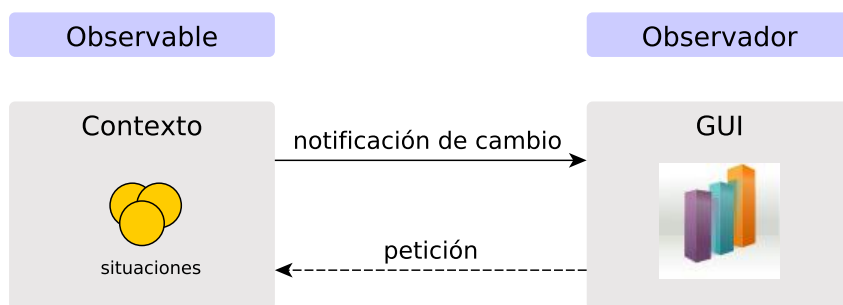 Observable
Observador
Contexto
GUI
notificación de cambio
petición
situaciones